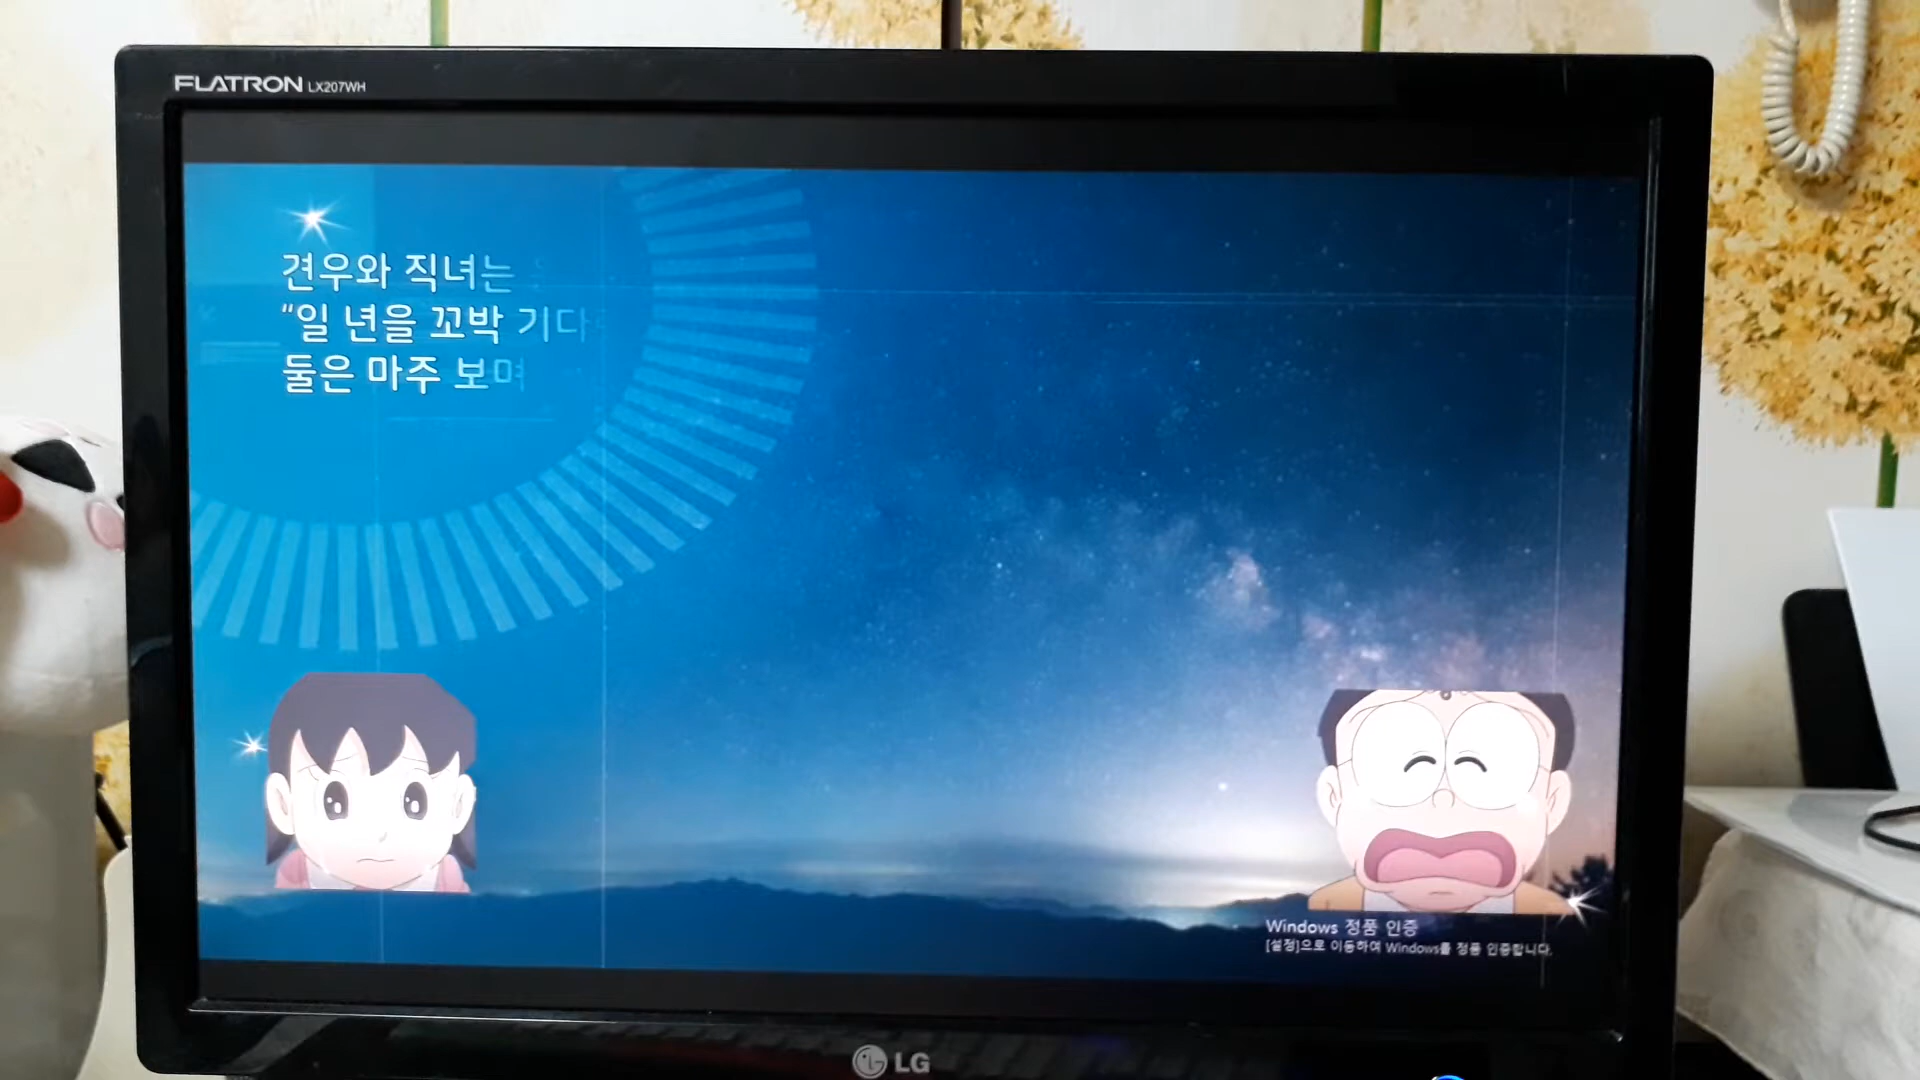 FLATRON LX207WH
견우와 직녀는
“일 년을 꼬박 기다
둘은 마주 보며
Windows 정품 인증
[설정]으로 이동하여 Windows를 정품 인증합니다.
LG